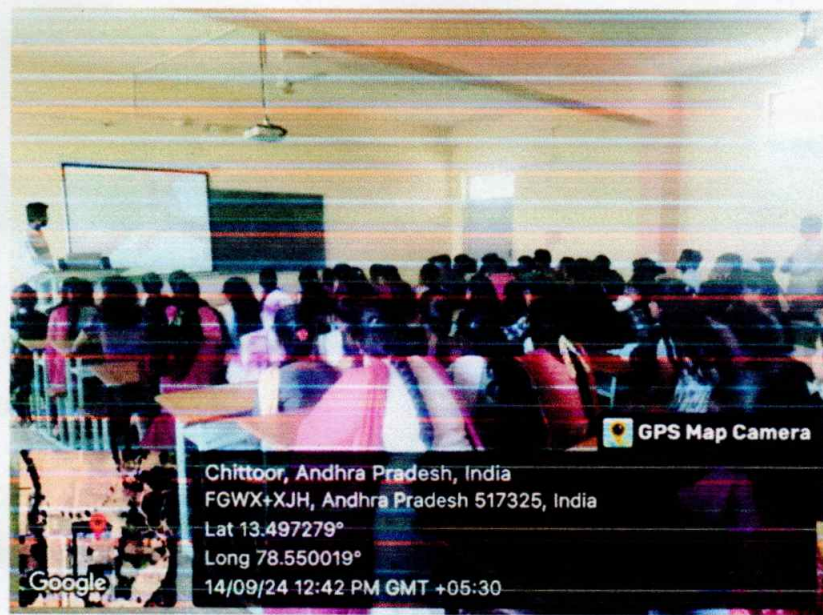 GPS Map Camera
Chittoor, Andhra Pradesh, India
FGWX+XJH, Andhra Pradesh 517325, India
Lat 13.497279°
Long 78.550019°
14/09/24 12:42 PM GMT +05:30
Google